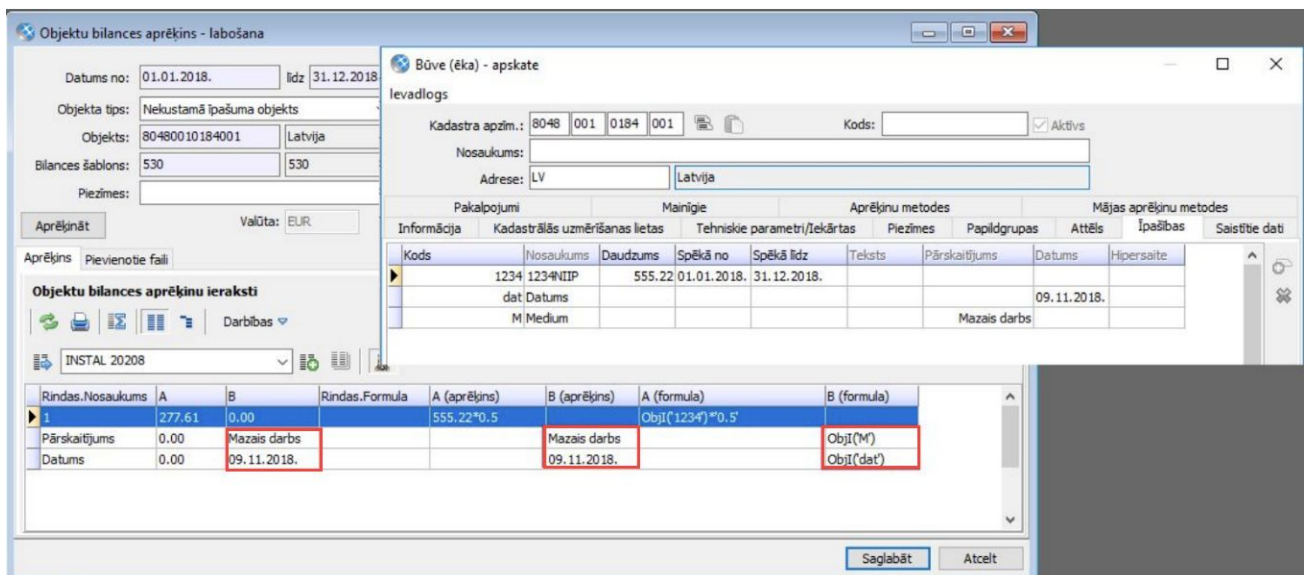 Objektu bilances aprēķins - labošana
Datums no: 01.01.2018. līdz 31.12.2018
Objekta tips: Nekustamā īpašuma objekts
Objekts: 80480010184001 Latvija
Bilances šablons: 530 530
Piezīmes:
Aprēķināt Valūta: EUR
Aprēķins Pievienotie faili
Objektu bilances aprēķinu ieraksti
Darbības
INSTAL 20208
Būve (ēka) - apskate
Ievadlogs
Kadastra apzīm.: 8048 001 0184 001 Kods: Aktīvs
Nosaukums:
Adrese: LV Latvija
Pakalpojumi Mainīgie Aprēķinu metodes Mājas aprēķinu metodes
Informācija Kadastrālās uzmērīšanas lietas Tehniskie parametri/Iekārtas Piezīmes Papildgrupas Attēls Īpašības Saistītie dati
Kods Nosaukums Daudzums Spēkā no Spēkā līdz Teksts Pārskaitījums Datums Hipersaite
1234 1234NIIP 555.22 01.01.2018. 31.12.2018.
dat Datums 09.11.2018.
M Medium Mazais darbs
Rindas.Nosaukums A B Rindas.Formula A (aprēķins) B (aprēķins) A (formula) B (formula)
1 277.61 0.00 555.22*0.5 ObjI('1234')*'0.5'
Pārskaitījums 0.00 Mazais darbs Mazais darbs ObjI('M')
Datums 0.00 09.11.2018. 09.11.2018. ObjI('dat')
Saglabāt Atcelt